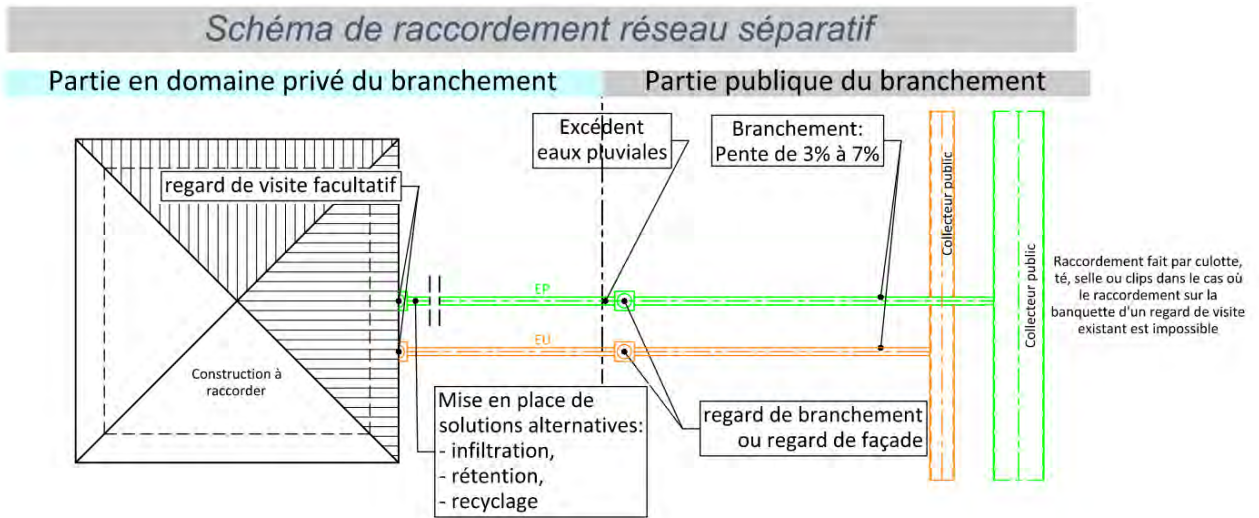 Schéma de raccordement réseau séparatif
Partie en domaine privé du branchement
Partie publique du branchement
Excédent
eaux pluviales
Branchement:
Pente de 3% à 7%
regard de visite facultatif
Collecteur public
Collecteur public
Raccordement fait par culotte,
té, selle ou clips dans le cas où
le raccordement sur la
banquette d'un regard de visite
existant est impossible
EP
EU
Construction à
raccorder
Mise en place de
solutions alternatives:
- infiltration,
- rétention,
- recyclage
regard de branchement
ou regard de façade